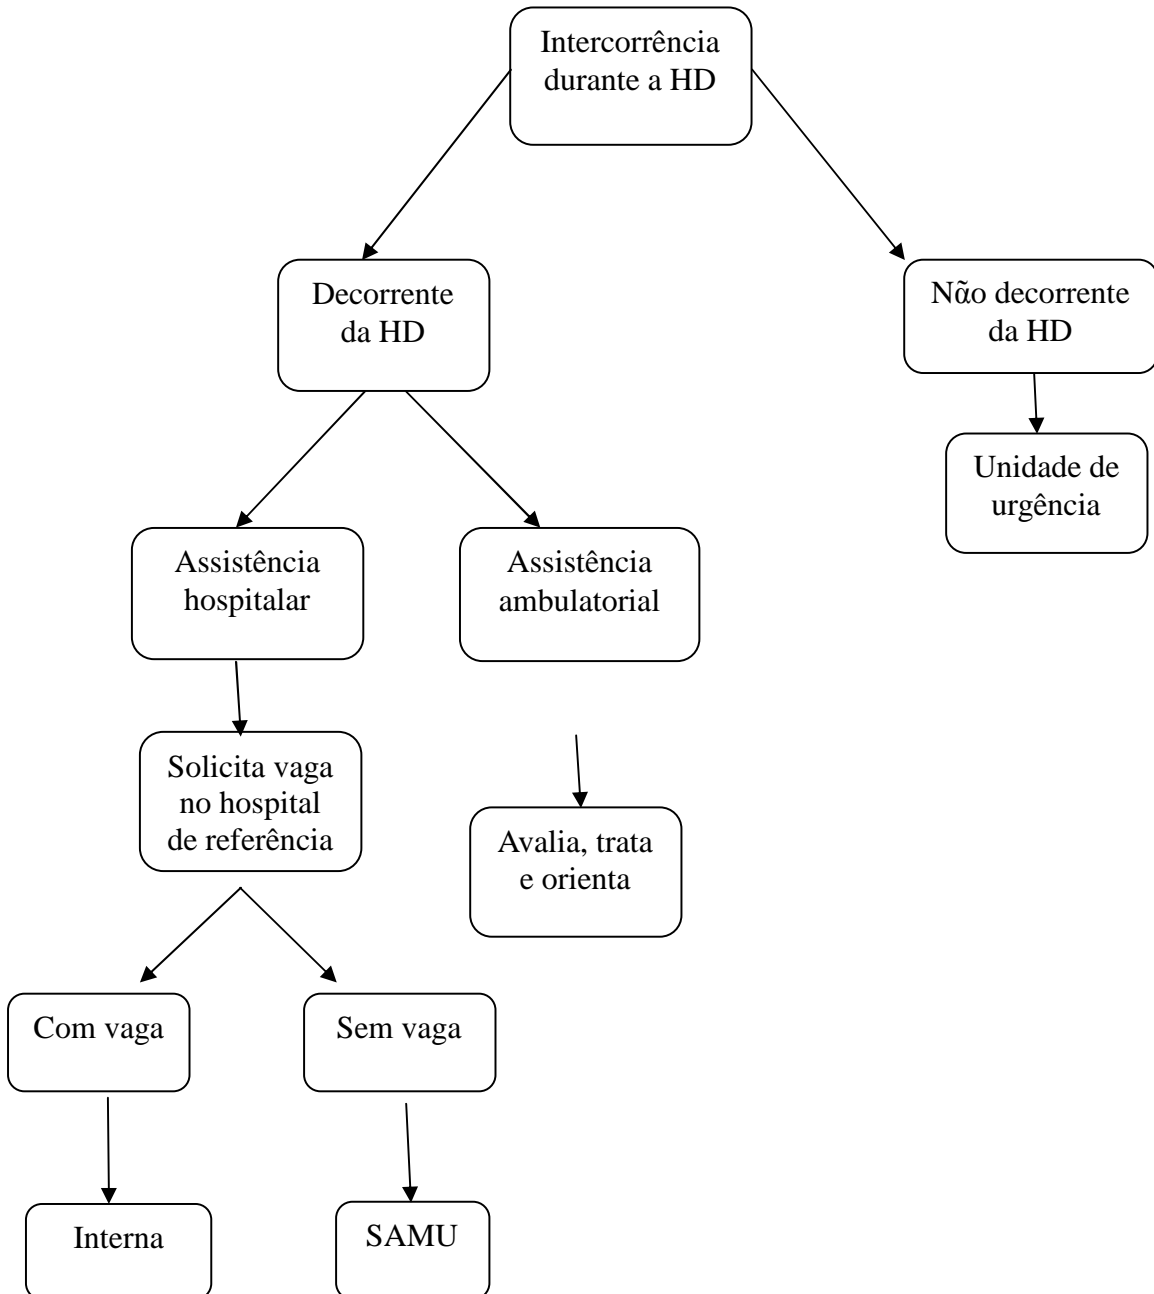 Intercorrência
durante a HD
Decorrente
da HD
Não decorrente
da HD
Unidade de
urgência
Assistência
hospitalar
Assistência
ambulatorial
Solicita vaga
no hospital
de referência
Avalia, trata
e orienta
Com vaga
Sem vaga
Interna
SAMU